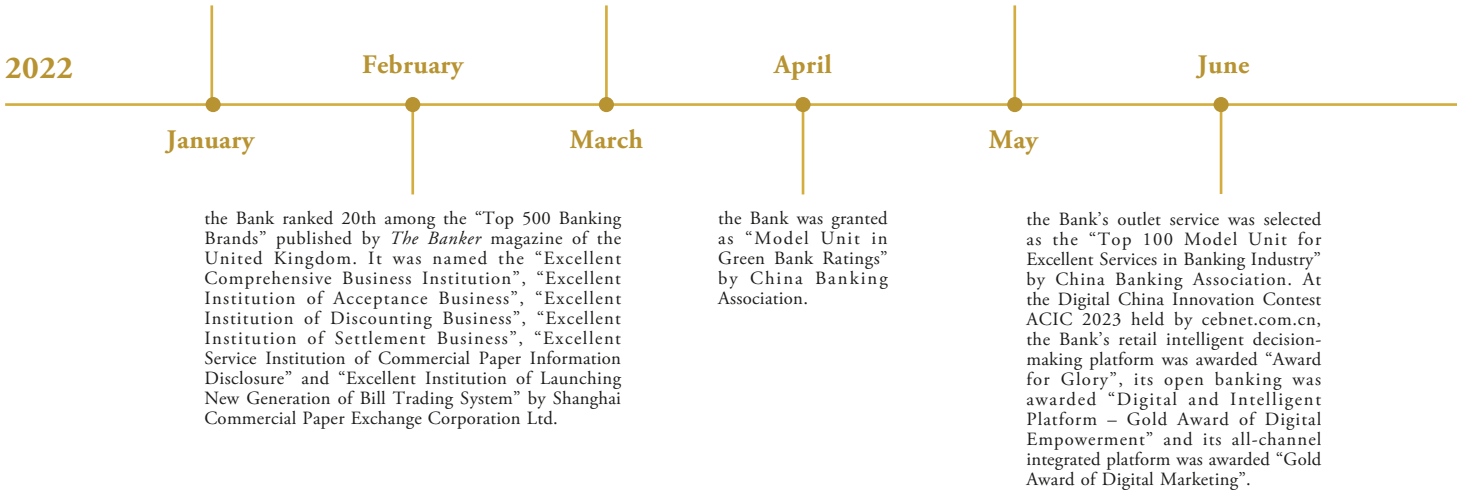 2022
February
April
June
January
March
May
the Bank ranked 20th among the “Top 500 Banking
Brands” published by The Banker magazine of the
United Kingdom. It was named the “Excellent
Comprehensive Business Institution”, “Excellent
Institution of Acceptance Business”, “Excellent
Institution of Discounting Business”, “Excellent
Institution of Settlement Business”, “Excellent
Service Institution of Commercial Paper Information
Disclosure” and “Excellent Institution of Launching
New Generation of Bill Trading System” by Shanghai
Commercial Paper Exchange Corporation Ltd.
the Bank was granted
as “Model Unit in
Green Bank Ratings”
by China Banking
Association.
the Bank’s outlet service was selected
as the “Top 100 Model Unit for
Excellent Services in Banking Industry”
by China Banking Association. At
the Digital China Innovation Contest
ACIC 2023 held by cebnet.com.cn,
the Bank’s retail intelligent decision-
making platform was awarded “Award
for Glory”, its open banking was
awarded “Digital and Intelligent
Platform – Gold Award of Digital
Empowerment” and its all-channel
integrated platform was awarded “Gold
Award of Digital Marketing”.